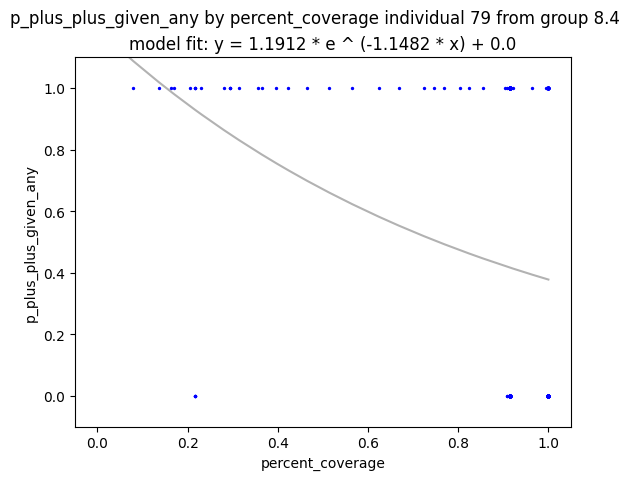 p_plus_plus_given_any by percent_coverage individual 79 from group 8.4
model fit: y = 1.1912 * e ^ (-1.1482 * x) + 0.0
1.0
0.8
0.6
0.4
0.2
0.0
p_plus_plus_given_any
0.0 0.2 0.4 0.6 0.8 1.0
percent_coverage